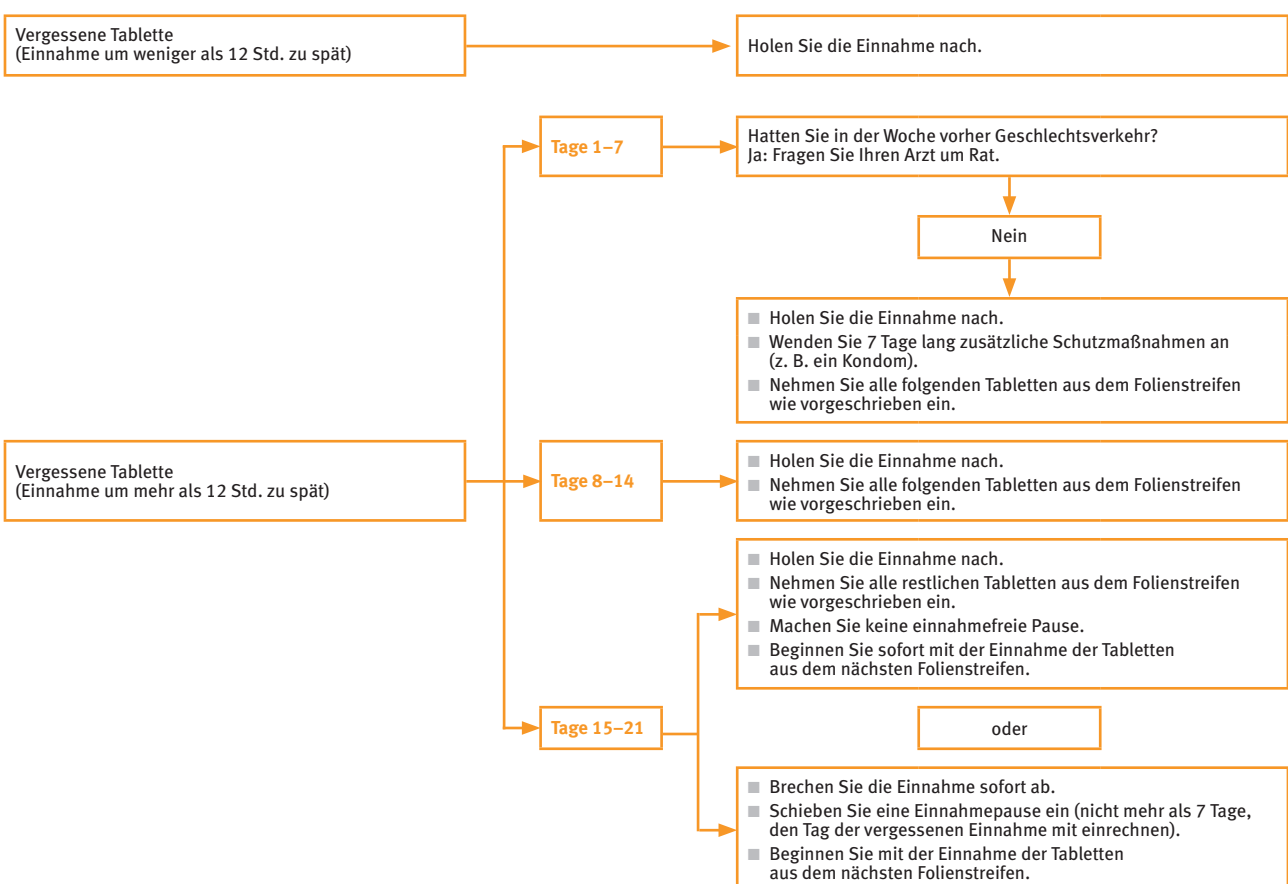 Vergessene Tablette
(Einnahme um weniger als 12 Std. zu spät)
Holen Sie die Einnahme nach.
Tage 1–7
Hatten Sie in der Woche vorher Geschlechtsverkehr?
Ja: Fragen Sie Ihren Arzt um Rat.
Nein
■ Holen Sie die Einnahme nach.
■ Wenden Sie 7 Tage lang zusätzliche Schutzmaßnahmen an
(z. B. ein Kondom).
■ Nehmen Sie alle folgenden Tabletten aus dem Folienstreifen
wie vorgeschrieben ein.
Vergessene Tablette
(Einnahme um mehr als 12 Std. zu spät)
Tage 8–14
■ Holen Sie die Einnahme nach.
■ Nehmen Sie alle folgenden Tabletten aus dem Folienstreifen
wie vorgeschrieben ein.
■ Holen Sie die Einnahme nach.
■ Nehmen Sie alle restlichen Tabletten aus dem Folienstreifen
wie vorgeschrieben ein.
■ Machen Sie keine einnahmefreie Pause.
■ Beginnen Sie sofort mit der Einnahme der Tabletten
aus dem nächsten Folienstreifen.
Tage 15–21
oder
■ Brechen Sie die Einnahme sofort ab.
■ Schieben Sie eine Einnahmepause ein (nicht mehr als 7 Tage,
den Tag der vergessenen Einnahme mit einrechnen).
■ Beginnen Sie mit der Einnahme der Tabletten
aus dem nächsten Folienstreifen.